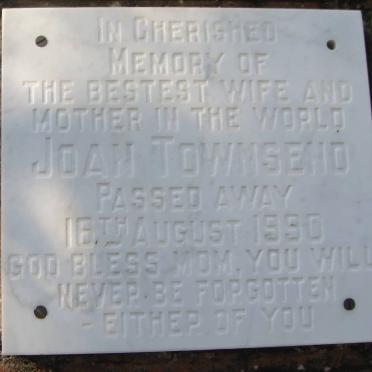 IN CHERISHED
MEMORY OF
THE BESTEST WIFE AND
MOTHER IN THE WORLD
JOAN TOWNSEND
PASSED AWAY
16TH AUGUST 1990
GOD BLESS MOM, YOU WILL
NEVER BE FORGOTTEN
- EITHER OF YOU